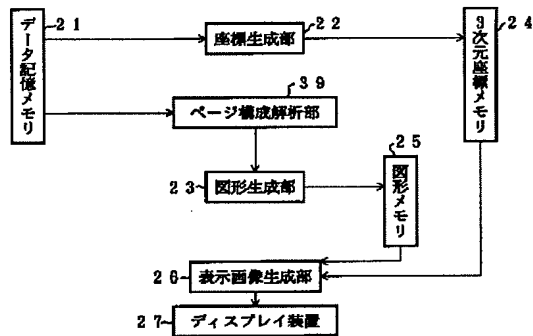 データ記憶メモリ
21
座標生成部
22
3次元座標メモリ
24
39
ページ構成解析部
25
23
図形生成部
図形メモリ
26
表示画像生成部
27
ディスプレイ装置